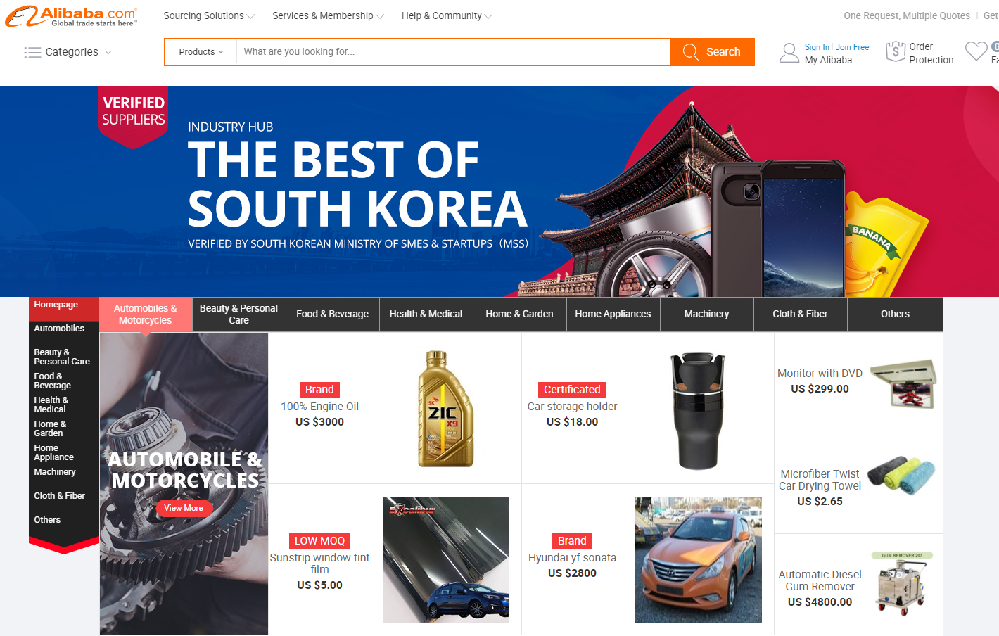 Alibaba.com
Global trade starts here.™
Sourcing Solutions
Services & Membership
Help & Community
One Request, Multiple Quotes
Get
Categories
Products
What are you looking for...
Search
Sign In | Join Free
My Alibaba
Order
Protection
0
Fa
VERIFIED
SUPPLIERS
INDUSTRY HUB
THE BEST OF
SOUTH KOREA
VERIFIED BY SOUTH KOREAN MINISTRY OF SMES & STARTUPS（MSS）
BANANA
Homepage
Automobiles
Beauty &
Personal Care
Food &
Beverage
Health &
Medical
Home &
Garden
Home
Appliance
Machinery
Cloth & Fiber
Others
Automobiles &
Motorcycles
Beauty & Personal
Care
Food & Beverage
Health & Medical
Home & Garden
Home Appliances
Machinery
Cloth & Fiber
Others
AUTOMOBILE &
MOTORCYCLES
View More
Brand
100% Engine Oil
US $3000
SK
ZIC
X9
Certificated
Car storage holder
US $18.00
Monitor with DVD
US $299.00
Microfiber Twist
Car Drying Towel
US $2.65
LOW MOQ
Sunstrip window tint
film
US $5.00
Excalibur
Brand
Hyundai yf sonata
US $2800
Automatic Diesel
Gum Remover
US $4800.00
GUM REMOVER 207